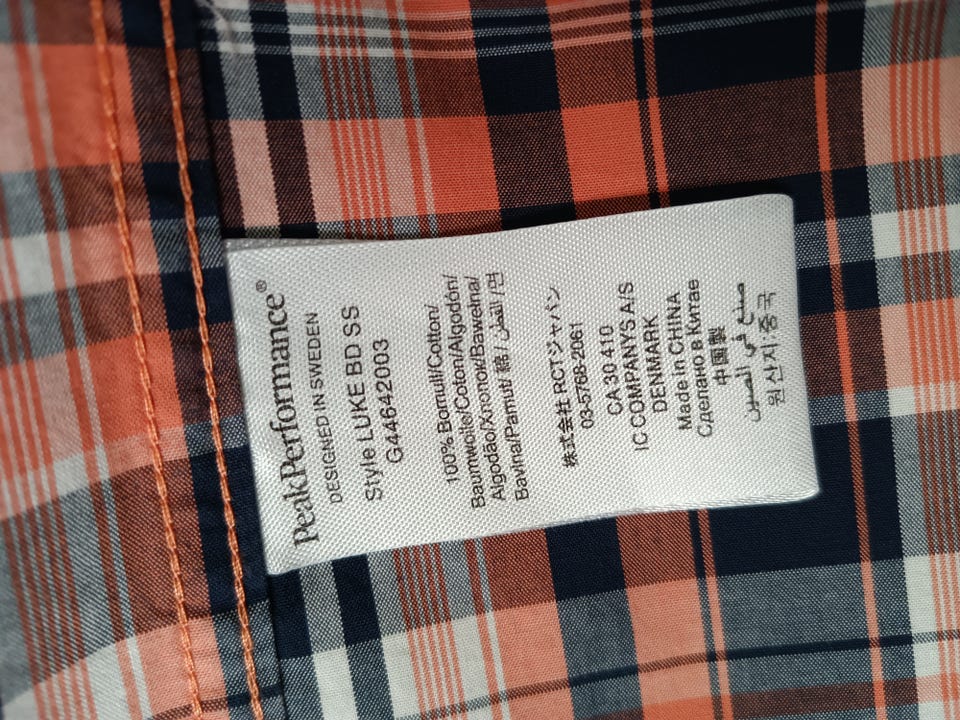 PeakPerformance®
DESIGNED IN SWEDEN
Style LUKE BD SS
G44642003
100% Bomull/Cotton/
Baumwolle/Coton/Algodón/
Algodão/Хлопок/Bawełna/
Bavlna/Pamut/ 綿/ القطن /면
株式会社 RCTジャパン
03-5768-2061
CA 30 410
IC COMPANYS A/S
DENMARK
Made in CHINA
Сделано в Китае
中国製
صنع في الصين
원산지:중국